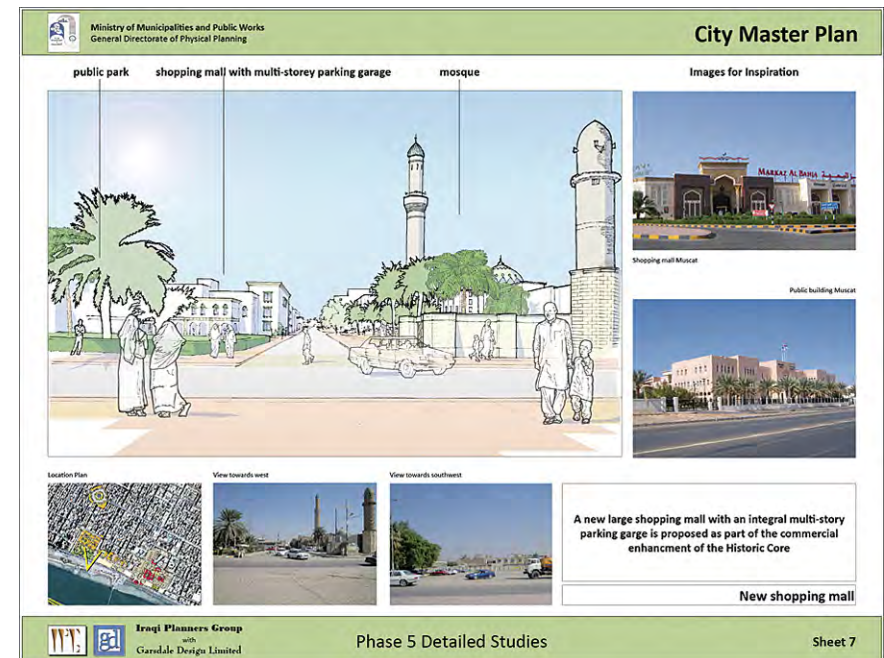 Ministry of Municipalities and Public Works
General Directorate of Physical Planning
City Master Plan
public park
shopping mall with multi-storey parking garage
mosque
Images for Inspiration
MARKAZ AL BAHJA
Shopping mall-Muscat
Public building Muscat
Location Plan
View towards west
View towards southwest
A new large shopping mall with an integral multi-story
parking garge is proposed as part of the commercial
enhancment of the Historic Core
New shopping mall
Iraqi Planners Group
with
Garsdale Design Limited
gd
Phase 5 Detailed Studies
Sheet 7